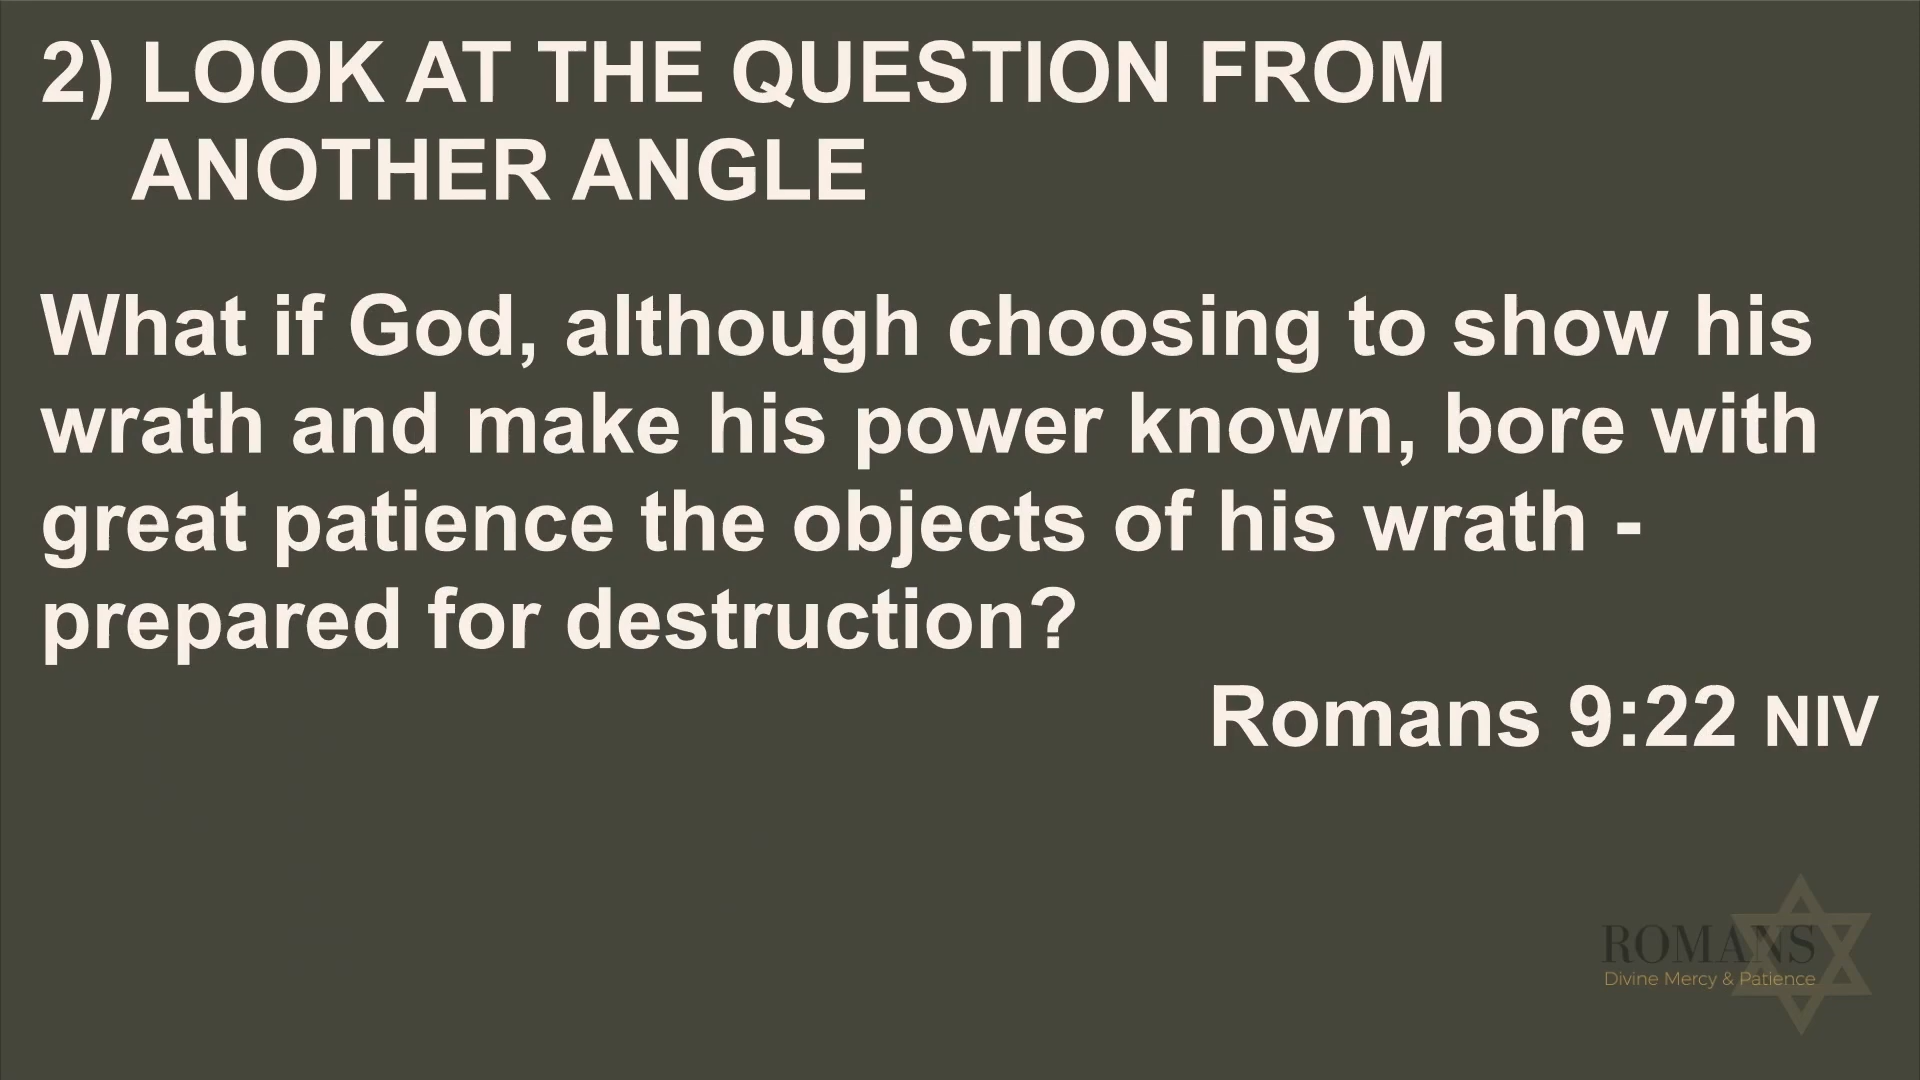 2) LOOK AT THE QUESTION FROM
ANOTHER ANGLE
What if God, although choosing to show his
wrath and make his power known, bore with
great patience the objects of his wrath -
prepared for destruction?
Romans 9:22 NIV
ROMANS
Divine Mercy & Patience